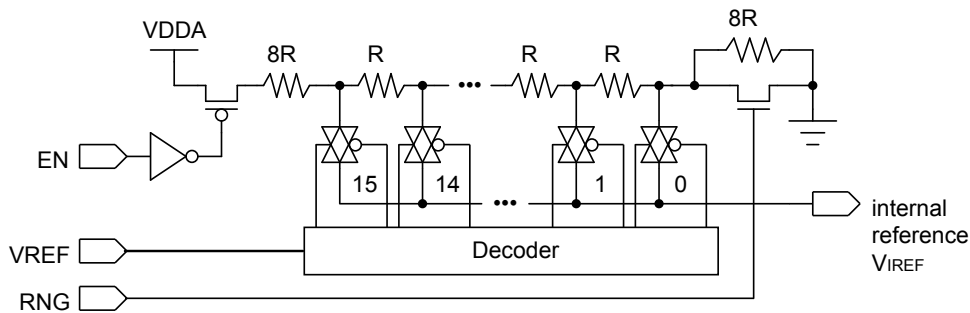 8R
VDDA
8R
R
R
R
•••
EN
15
14
1
0
•••
internal
reference
VIREF
VREF
Decoder
RNG